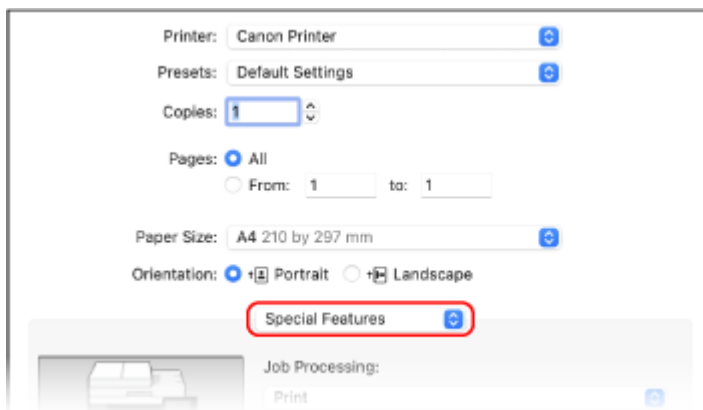 Printer: Canon Printer
Presets: Default Settings
Copies: 1
Pages: All
From: 1 to: 1
Paper Size: A4 210 by 297 mm
Orientation: Portrait Landscape
Special Features
Job Processing:
Print